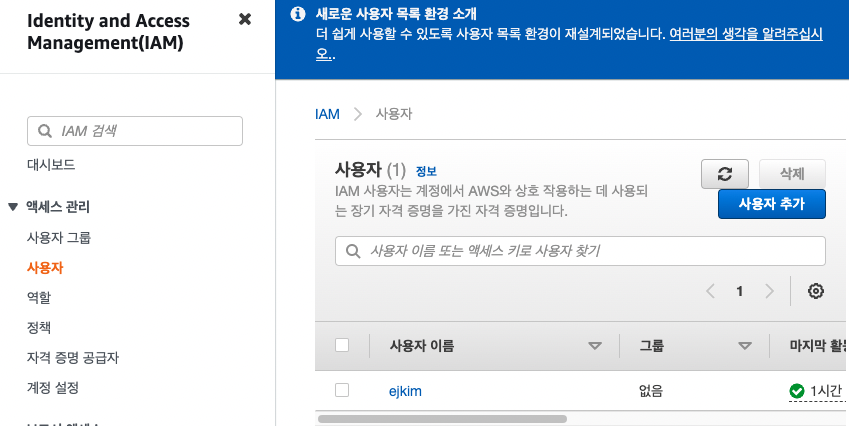 Identity and Access
Management(IAM)
IAM 검색
대시보드
액세스 관리
사용자 그룹
사용자
역할
정책
자격 증명 공급자
계정 설정
새로운 사용자 목록 환경 소개
더 쉽게 사용할 수 있도록 사용자 목록 환경이 재설계되었습니다. 여러분의 생각을 알려주십시
오..
IAM
사용자
사용자 (1) 정보
IAM 사용자는 계정에서 AWS와 상호 작용하는 데 사용되
는 장기 자격 증명을 가진 자격 증명입니다.
삭제
사용자 추가
사용자 이름 또는 액세스 키로 사용자 찾기
1
사용자 이름 그룹 마지막 활동
ejkim 없음 1시간